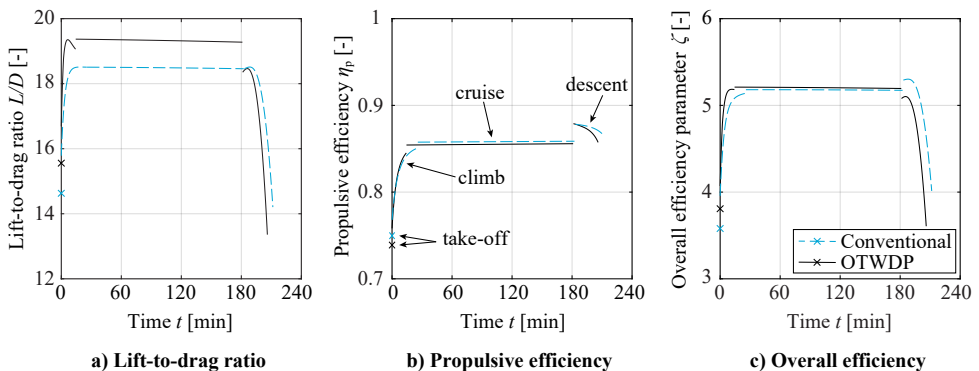 Lift-to-drag ratio L/D [-]
20
18
16
14
12
0
60
120
180
240
Time t [min]
a) Lift-to-drag ratio
Propulsive efficiency ηp [-]
1
0.9
0.8
0.7
cruise
descent
climb
take-off
0
60
120
180
240
Time t [min]
b) Propulsive efficiency
Overall efficiency parameter ζ [-]
6
5
4
3
Conventional
OTWDP
0
60
120
180
240
Time t [min]
c) Overall efficiency